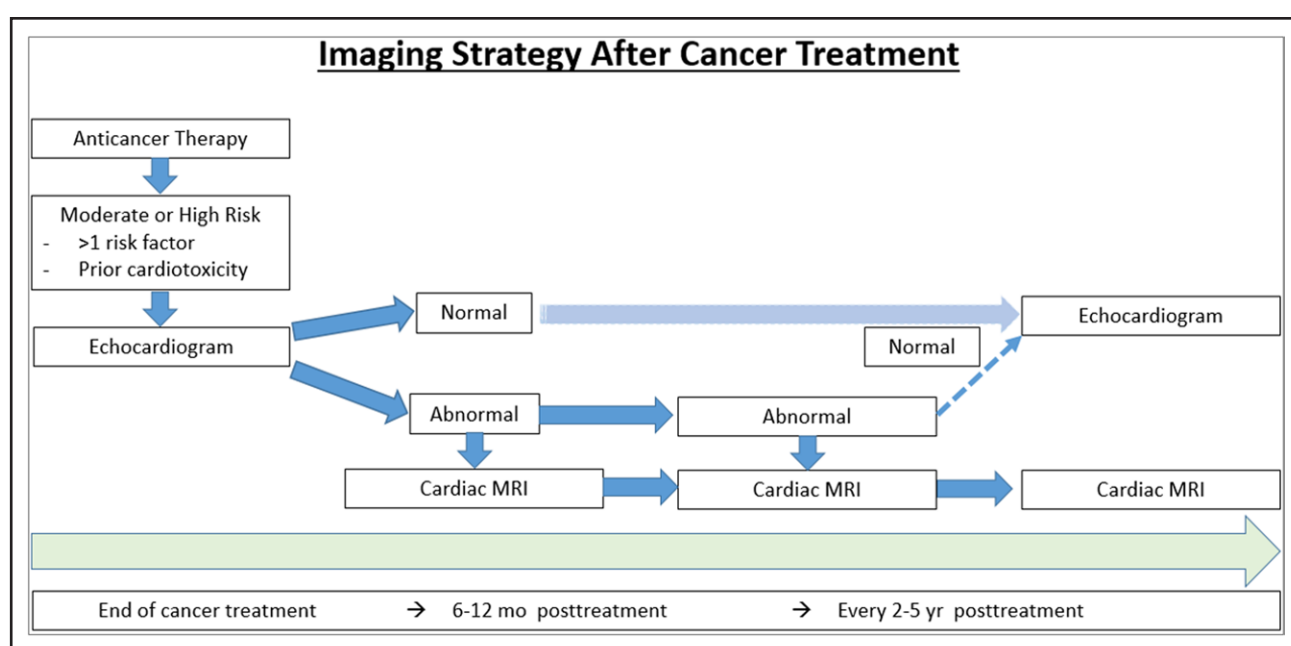 Imaging Strategy After Cancer Treatment
Anticancer Therapy
Moderate or High Risk
- >1 risk factor
- Prior cardiotoxicity
Echocardiogram
Normal
Normal
Echocardiogram
Abnormal
Abnormal
Cardiac MRI
Cardiac MRI
Cardiac MRI
End of cancer treatment → 6-12 mo posttreatment → Every 2-5 yr posttreatment